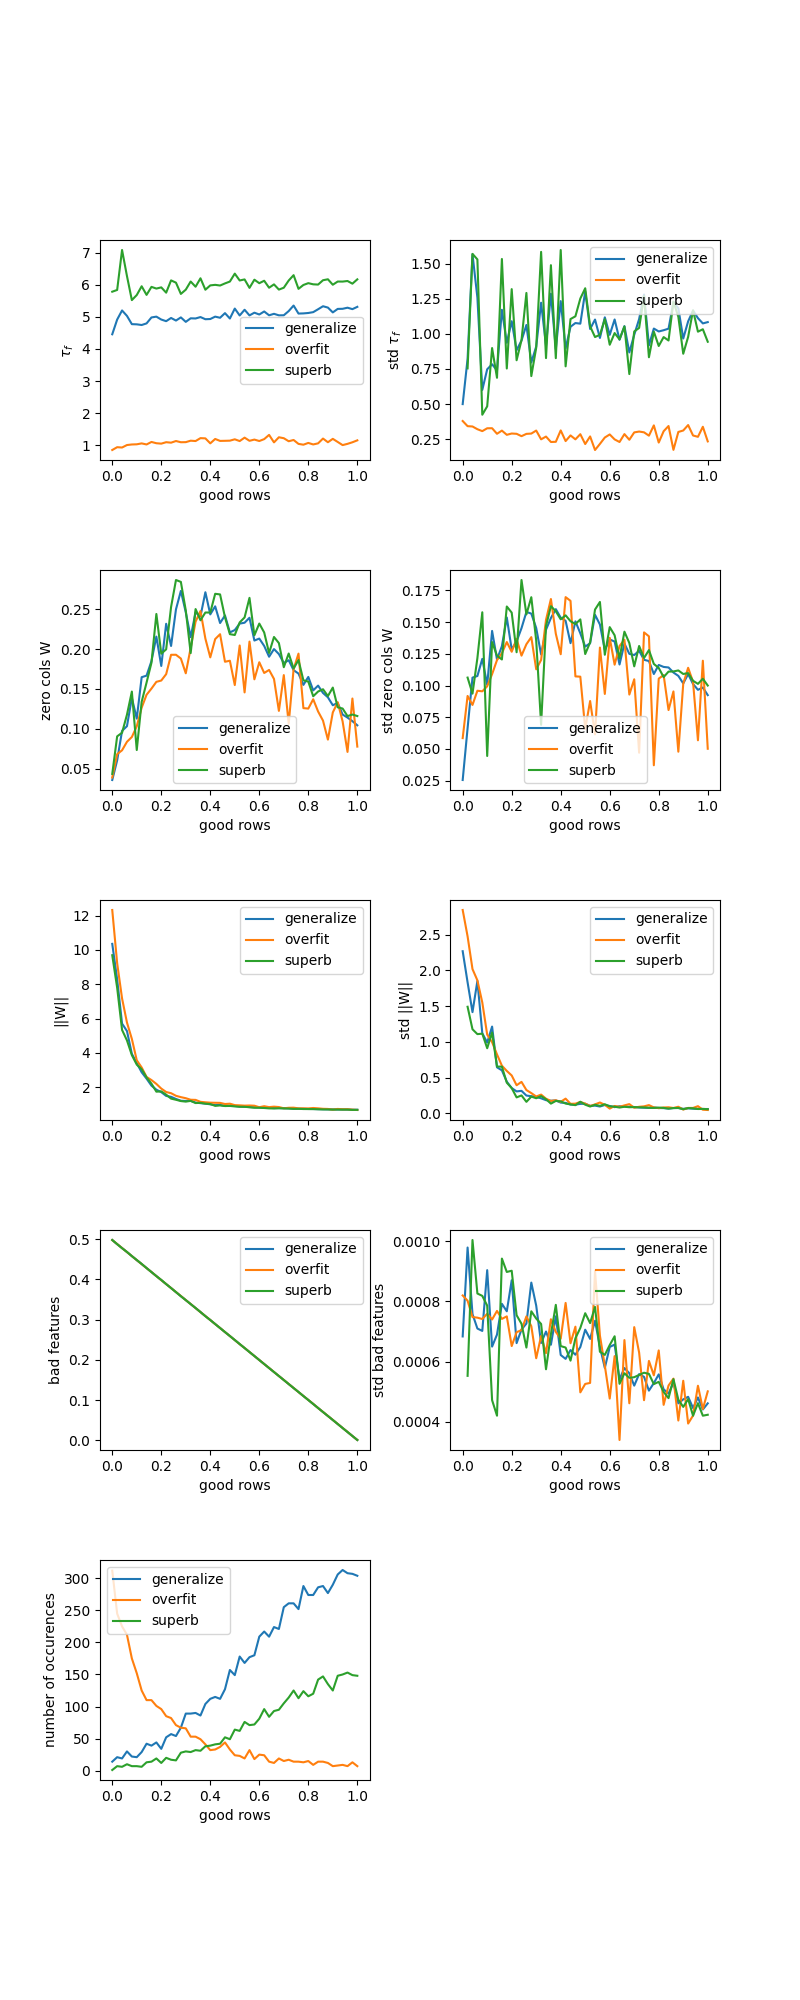 τf
7
6
5
4
3
2
1
0.0 0.2 0.4 0.6 0.8 1.0
good rows
generalize
overfit
superb
std τf
1.50
1.25
1.00
0.75
0.50
0.25
0.0 0.2 0.4 0.6 0.8 1.0
good rows
generalize
overfit
superb
zero cols W
0.25
0.20
0.15
0.10
0.05
0.0 0.2 0.4 0.6 0.8 1.0
good rows
generalize
overfit
superb
std zero cols W
0.175
0.150
0.125
0.100
0.075
0.050
0.025
0.0 0.2 0.4 0.6 0.8 1.0
good rows
generalize
overfit
superb
||W||
12
10
8
6
4
2
0.0 0.2 0.4 0.6 0.8 1.0
good rows
generalize
overfit
superb
std ||W||
2.5
2.0
1.5
1.0
0.5
0.0
0.0 0.2 0.4 0.6 0.8 1.0
good rows
generalize
overfit
superb
bad features
0.5
0.4
0.3
0.2
0.1
0.0
0.0 0.2 0.4 0.6 0.8 1.0
good rows
generalize
overfit
superb
std bad features
0.0010
0.0008
0.0006
0.0004
0.0 0.2 0.4 0.6 0.8 1.0
good rows
generalize
overfit
superb
number of occurences
300
250
200
150
100
50
0
0.0 0.2 0.4 0.6 0.8 1.0
good rows
generalize
overfit
superb